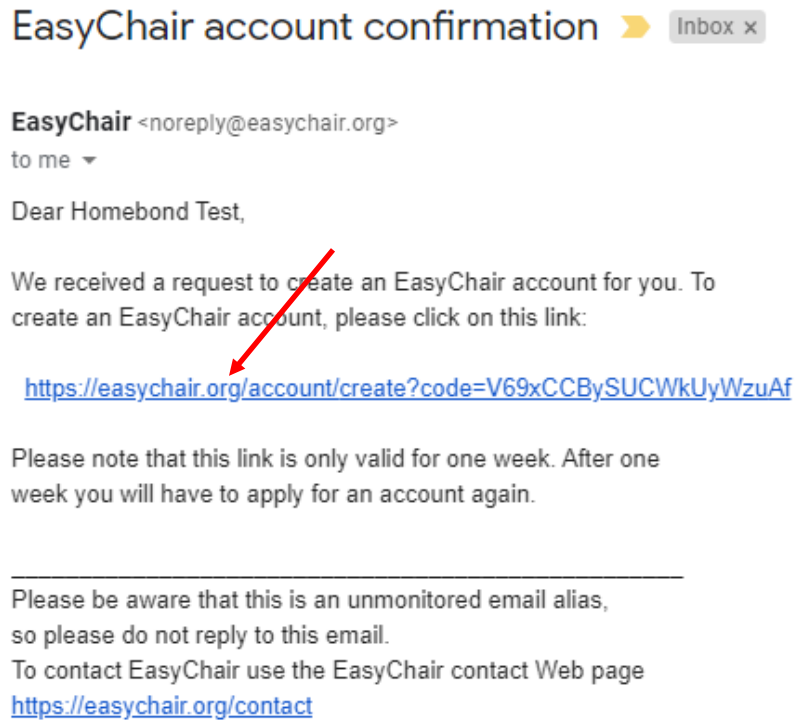 EasyChair account confirmation Inbox x
EasyChair <noreply@easychair.org>
to me
Dear Homebond Test,
We received a request to create an EasyChair account for you. To
create an EasyChair account, please click on this link:
https://easychair.org/account/create?code=V69xCCBySUCWkUyWzuAf
Please note that this link is only valid for one week. After one
week you will have to apply for an account again.
__________________________________________________
Please be aware that this is an unmonitored email alias,
so please do not reply to this email.
To contact EasyChair use the EasyChair contact Web page
https://easychair.org/contact